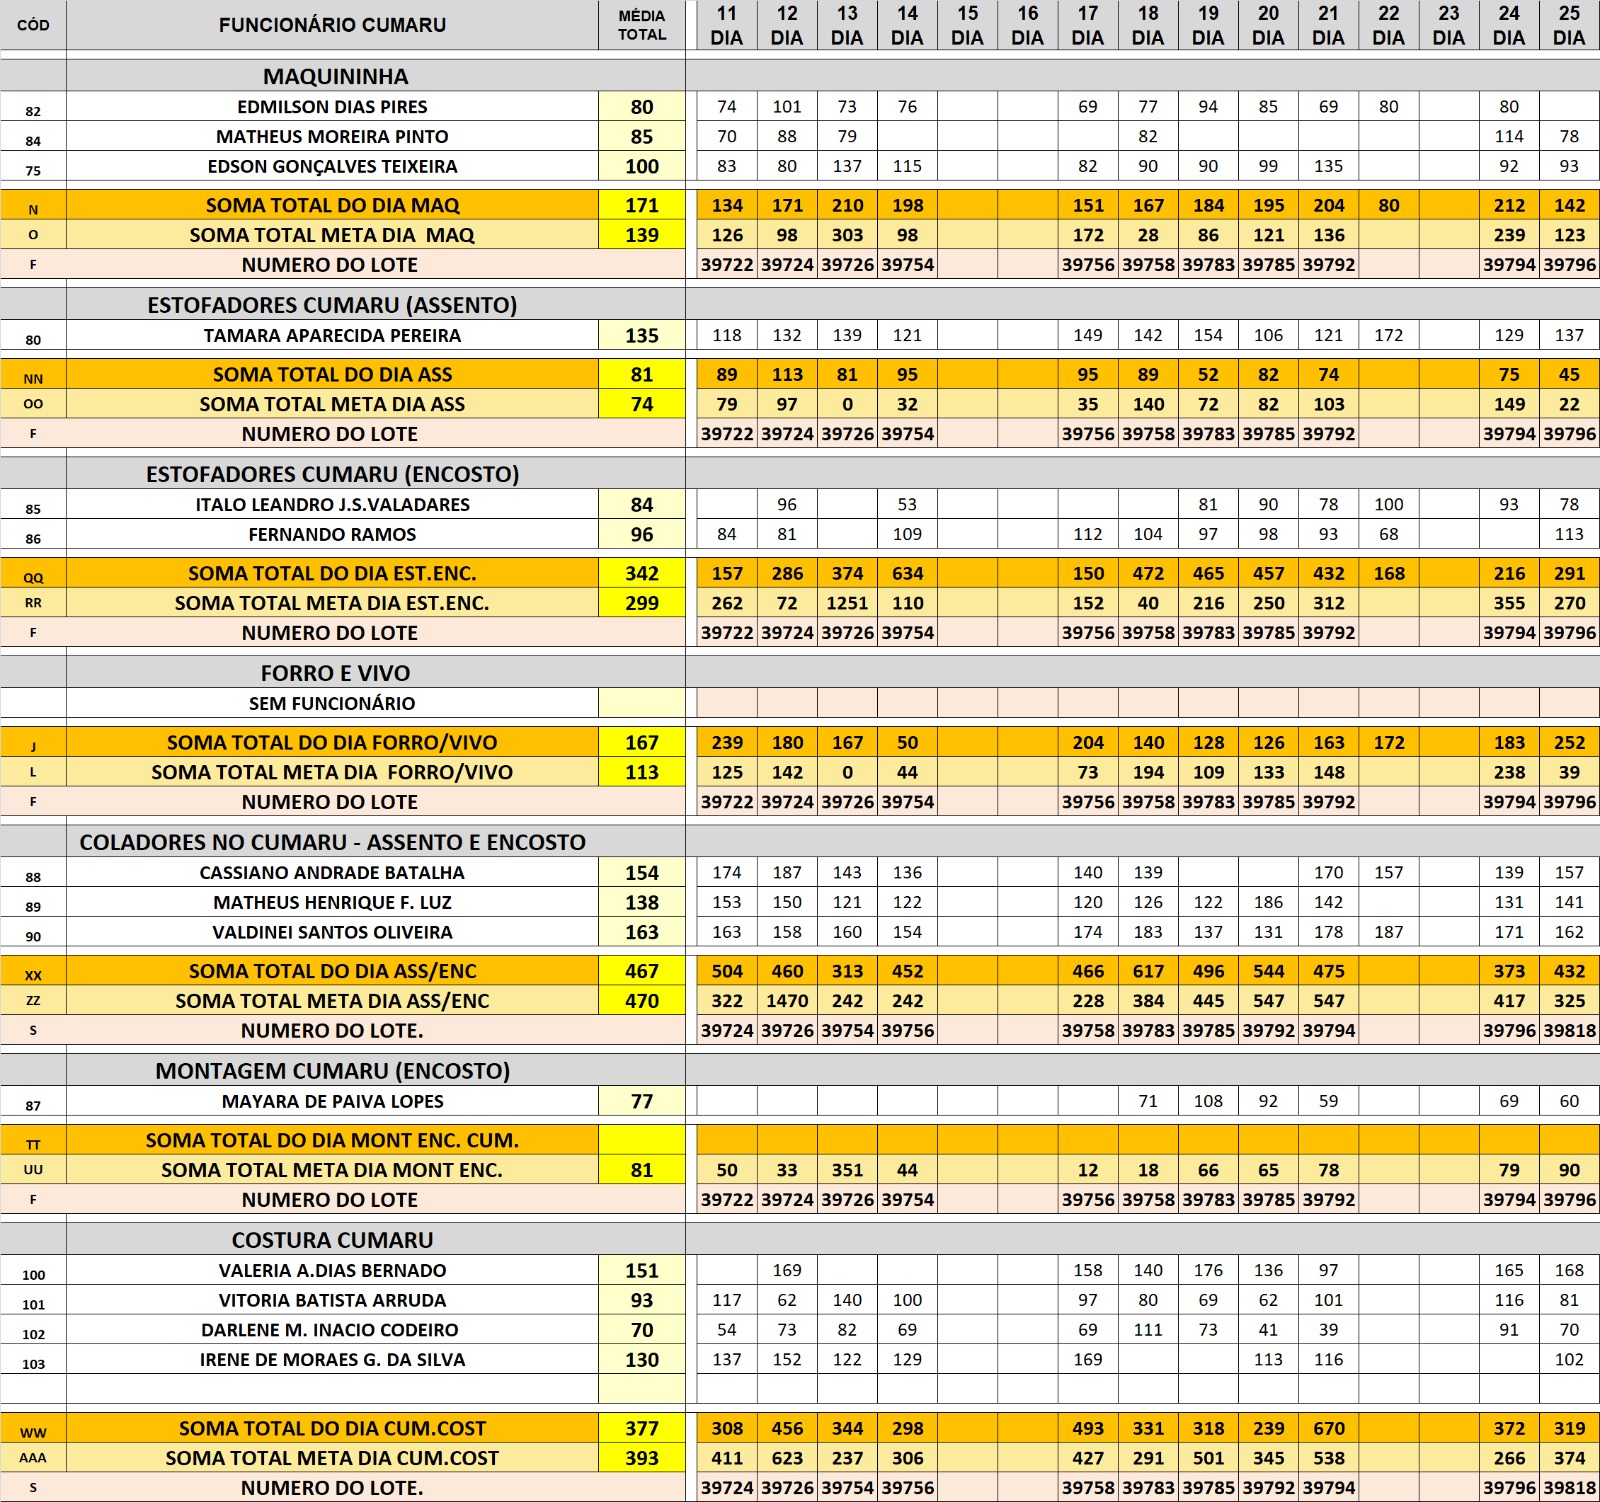 CÓD FUNCIONÁRIO CUMARU MÉDIA TOTAL 11 DIA 12 DIA 13 DIA 14 DIA 15 DIA 16 DIA 17 DIA 18 DIA 19 DIA 20 DIA 21 DIA 22 DIA 23 DIA 24 DIA 25 DIA
MAQUININHA
82 EDMILSON DIAS PIRES 80 74 101 73 76 69 77 94 85 69 80 80
84 MATHEUS MOREIRA PINTO 85 70 88 79 82 114 78
75 EDSON GONÇALVES TEIXEIRA 100 83 80 137 115 82 90 90 99 135 92 93
N SOMA TOTAL DO DIA MAQ 171 134 171 210 198 151 167 184 195 204 80 212 142
O SOMA TOTAL META DIA MAQ 139 126 98 303 98 172 28 86 121 136 239 123
F NUMERO DO LOTE 39722 39724 39726 39754 39756 39758 39783 39785 39792 39794 39796
ESTOFADORES CUMARU (ASSENTO)
80 TAMARA APARECIDA PEREIRA 135 118 132 139 121 149 142 154 106 121 172 129 137
NN SOMA TOTAL DO DIA ASS 81 89 113 81 95 95 89 52 82 74 75 45
OO SOMA TOTAL META DIA ASS 74 79 97 0 32 35 140 72 82 103 149 22
F NUMERO DO LOTE 39722 39724 39726 39754 39756 39758 39783 39785 39792 39794 39796
ESTOFADORES CUMARU (ENCOSTO)
85 ITALO LEANDRO J.S.VALADARES 84 96 53 81 90 78 100 93 78
86 FERNANDO RAMOS 96 84 81 109 112 104 97 98 93 68 113
QQ SOMA TOTAL DO DIA EST.ENC. 342 157 286 374 634 150 472 465 457 432 168 216 291
RR SOMA TOTAL META DIA EST.ENC. 299 262 72 1251 110 152 40 216 250 312 355 270
F NUMERO DO LOTE 39722 39724 39726 39754 39756 39758 39783 39785 39792 39794 39796
FORRO E VIVO
SEM FUNCIONÁRIO
J SOMA TOTAL DO DIA FORRO/VIVO 167 239 180 167 50 204 140 128 126 163 172 183 252
L SOMA TOTAL META DIA FORRO/VIVO 113 125 142 0 44 73 194 109 133 148 238 39
F NUMERO DO LOTE 39722 39724 39726 39754 39756 39758 39783 39785 39792 39794 39796
COLADORES NO CUMARU - ASSENTO E ENCOSTO
88 CASSIANO ANDRADE BATALHA 154 174 187 143 136 140 139 170 157 139 157
89 MATHEUS HENRIQUE F. LUZ 138 153 150 121 122 120 126 122 186 142 131 141
90 VALDINEI SANTOS OLIVEIRA 163 163 158 160 154 174 183 137 131 178 187 171 162
XX SOMA TOTAL DO DIA ASS/ENC 467 504 460 313 452 466 617 496 544 475 373 432
ZZ SOMA TOTAL META DIA ASS/ENC 470 322 1470 242 242 228 384 445 547 547 417 325
S NUMERO DO LOTE. 39724 39726 39754 39756 39758 39783 39785 39792 39794 39796 39818
MONTAGEM CUMARU (ENCOSTO)
87 MAYARA DE PAIVA LOPES 77 71 108 92 59 69 60
TT SOMA TOTAL DO DIA MONT ENC. CUM.
UU SOMA TOTAL META DIA MONT ENC. 81 50 33 351 44 12 18 66 65 78 79 90
F NUMERO DO LOTE 39722 39724 39726 39754 39756 39758 39783 39785 39792 39794 39796
COSTURA CUMARU
100 VALERIA A.DIAS BERNADO 151 169 158 140 176 136 97 165 168
101 VITORIA BATISTA ARRUDA 93 117 62 140 100 97 80 69 62 101 116 81
102 DARLENE M. INACIO CODEIRO 70 54 73 82 69 69 111 73 41 39 91 70
103 IRENE DE MORAES G. DA SILVA 130 137 152 122 129 169 113 116 102
WW SOMA TOTAL DO DIA CUM.COST 377 308 456 344 298 493 331 318 239 670 372 319
AAA SOMA TOTAL META DIA CUM.COST 393 411 623 237 306 427 291 501 345 538 266 374
S NUMERO DO LOTE. 39724 39726 39754 39756 39758 39783 39785 39792 39794 39796 39818